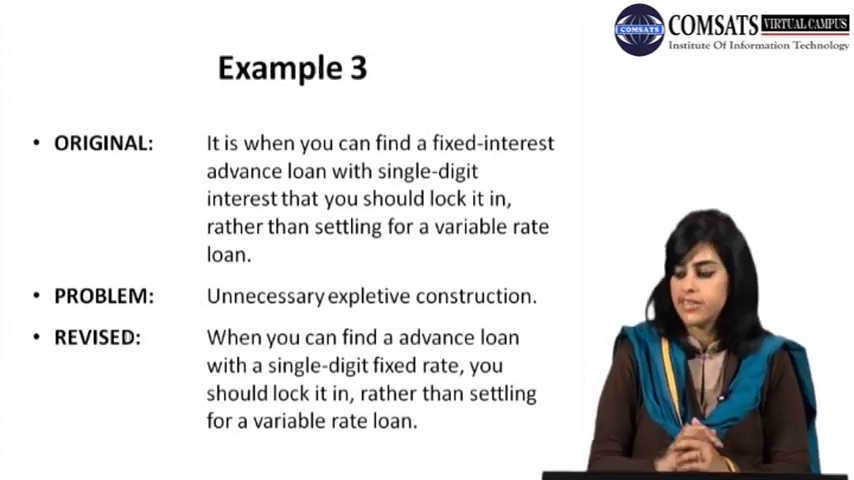 COMSATS VIRTUAL CAMPUS
Institute Of Information Technology
COMSATS
Example 3
• ORIGINAL: It is when you can find a fixed-interest
advance loan with single-digit
interest that you should lock it in,
rather than settling for a variable rate
loan.
• PROBLEM: Unnecessary expletive construction.
• REVISED: When you can find a advance loan
with a single-digit fixed rate, you
should lock it in, rather than settling
for a variable rate loan.